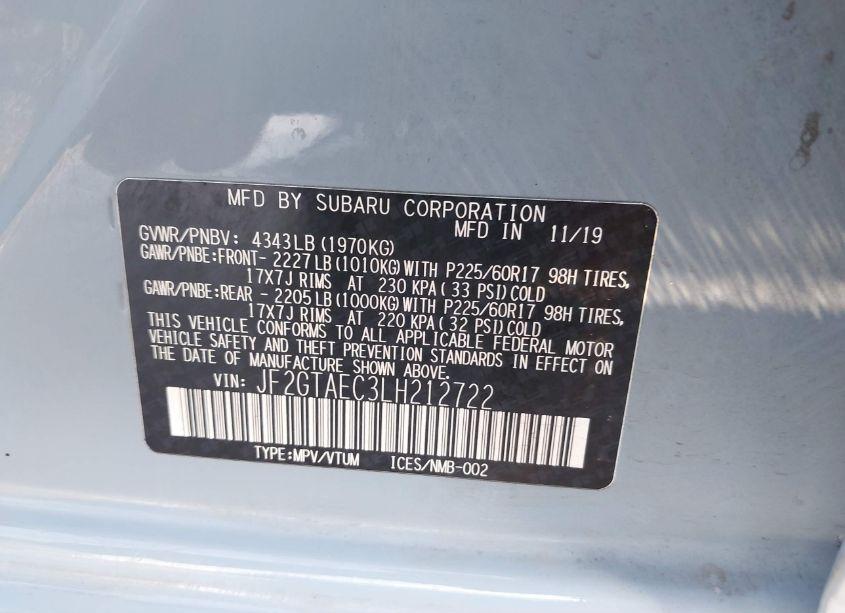 MFD BY SUBARU CORPORATION
MFD IN 11/19
GVWR/PNBV: 4343LB(1970KG)
GAWR/PNBE:FRONT- 2227LB(1010KG)WITH P225/60R17 98H TIRES,
17X7J RIMS AT 230 KPA( 33 PSI)COLD
GAWR/PNBE:REAR - 2205LB(1000KG)WITH P225/60R17 98H TIRES,
17X7J RIMS AT 220 KPA( 32 PSI)COLD
THIS VEHICLE CONFORMS TO ALL APPLICABLE FEDERAL MOTOR
VEHICLE SAFETY AND THEFT PREVENTION STANDARDS IN EFFECT ON
THE DATE OF MANUFACTURE SHOWN ABOVE.
VIN: JF2GTAEC3LH212722
TYPE:MPV/VTUM ICES/NMB-002